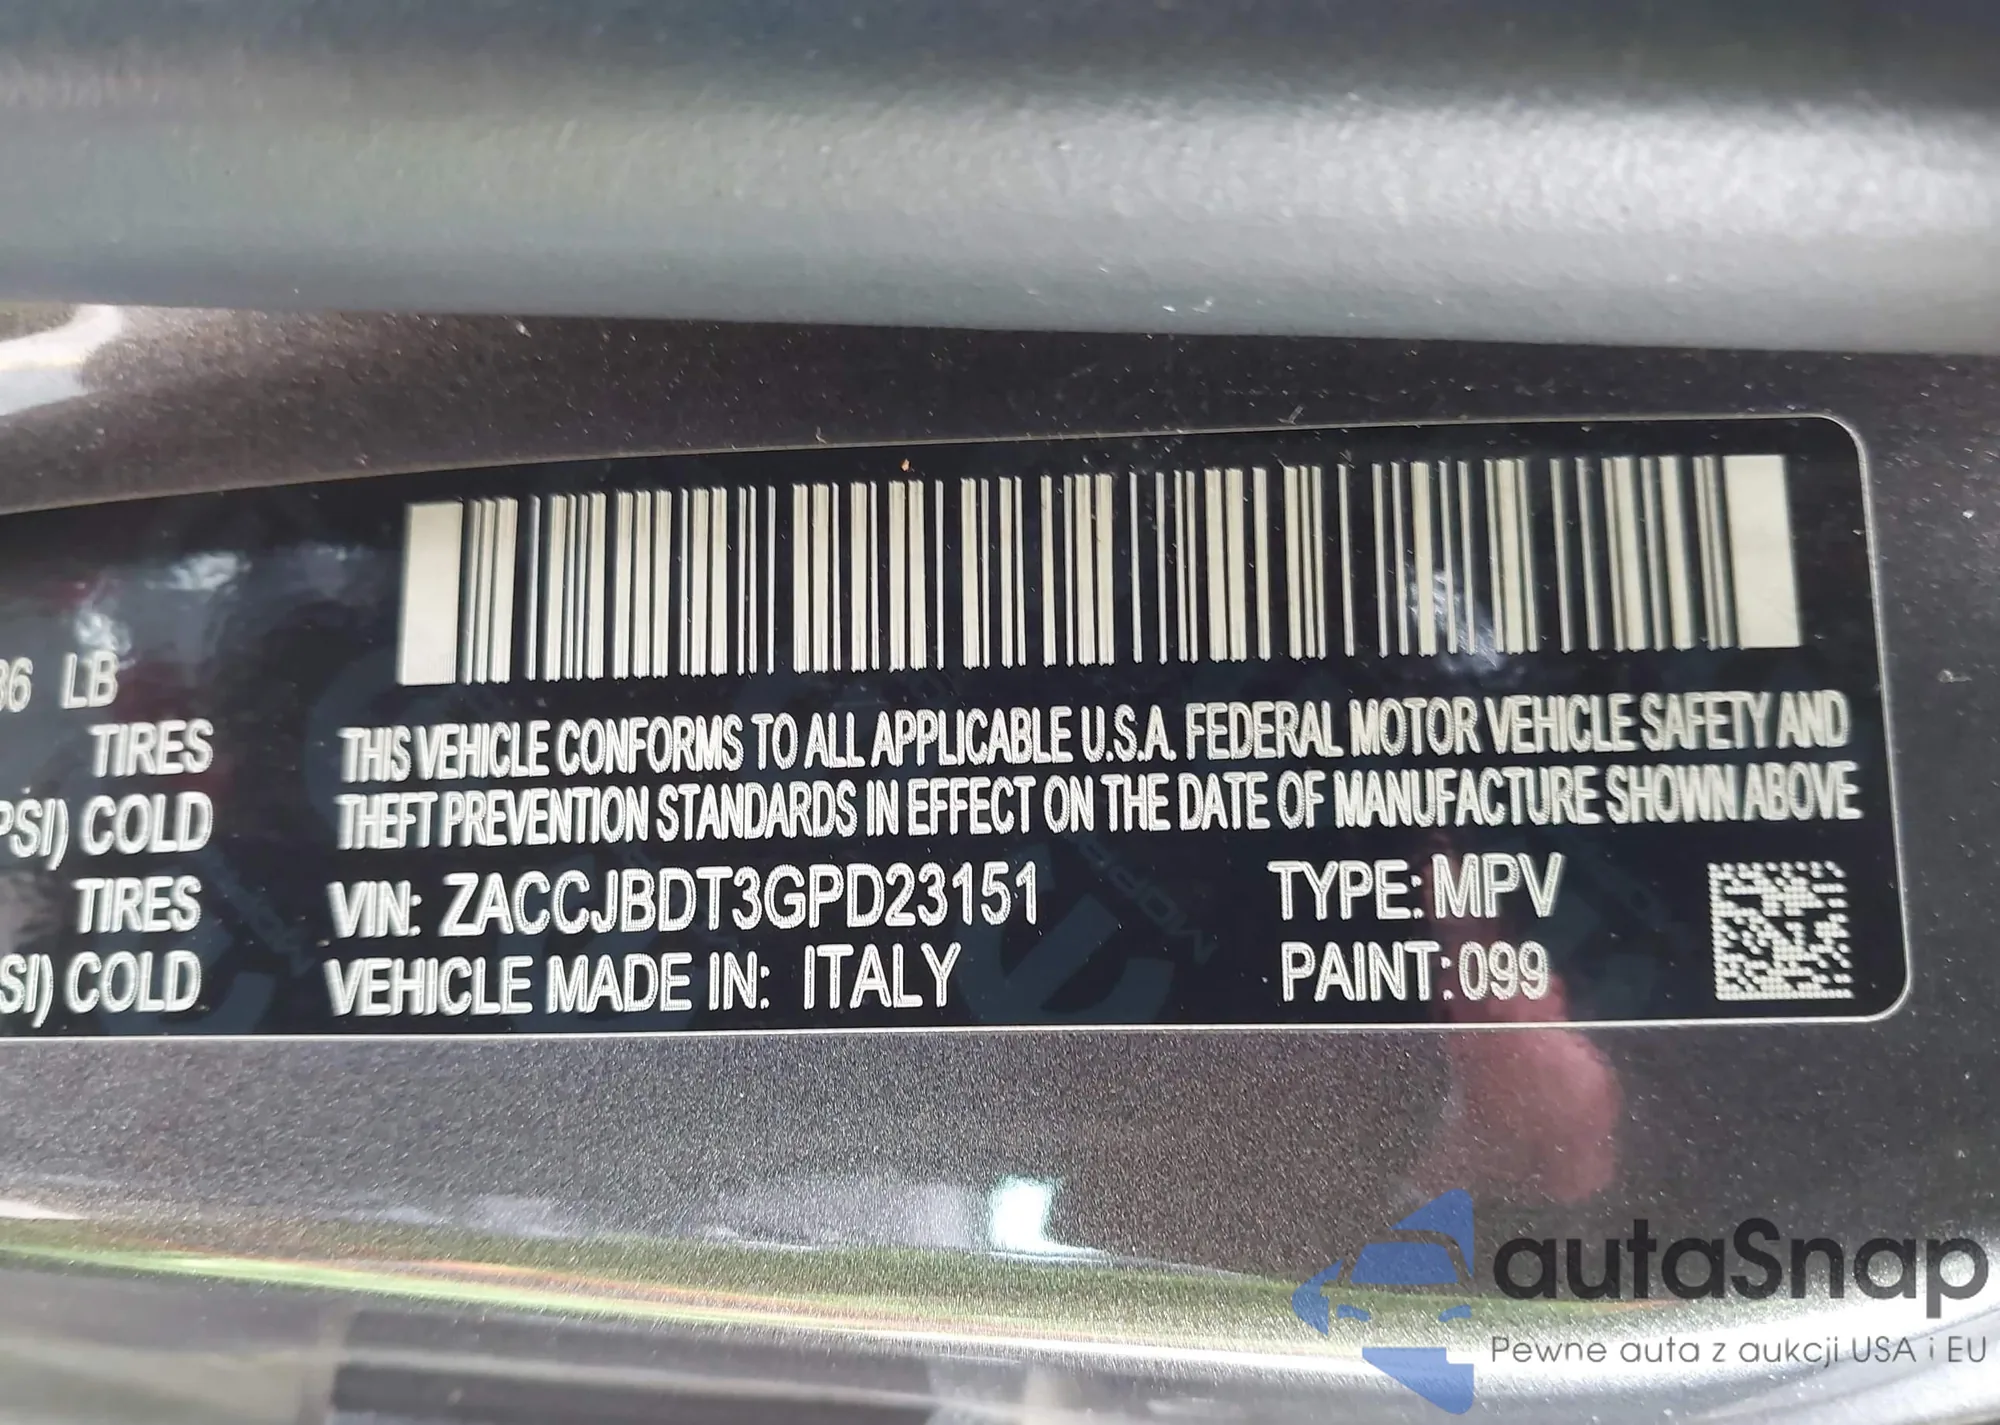 LB
TIRES
PSI) COLD
TIRES
SI) COLD
THIS VEHICLE CONFORMS TO ALL APPLICABLE U.S.A. FEDERAL MOTOR VEHICLE SAFETY AND
THEFT PREVENTION STANDARDS IN EFFECT ON THE DATE OF MANUFACTURE SHOWN ABOVE
VIN: ZACCJBDT3GPD23151 TYPE: MPV
VEHICLE MADE IN: ITALY PAINT: 099
autaSnap
Pewne auta z aukcji USA i EU